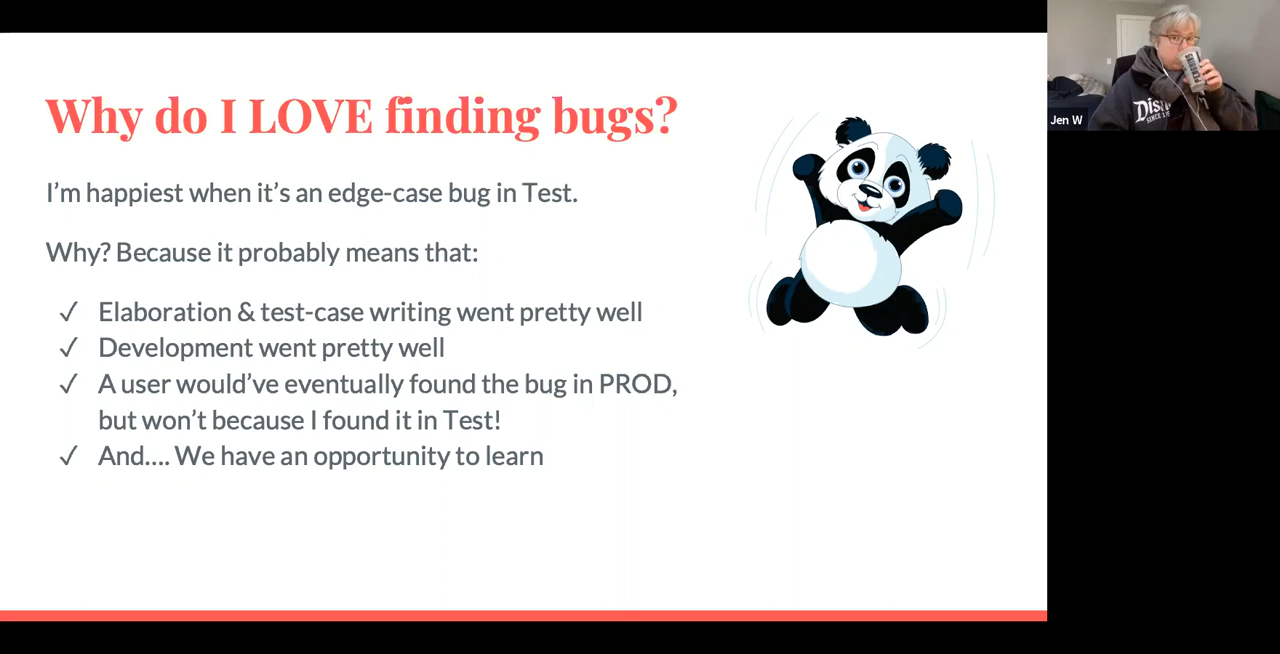 Why do I LOVE finding bugs?
I’m happiest when it’s an edge-case bug in Test.
Why? Because it probably means that:
✓ Elaboration & test-case writing went pretty well
✓ Development went pretty well
✓ A user would’ve eventually found the bug in PROD,
but won’t because I found it in Test!
✓ And.... We have an opportunity to learn
Jen W